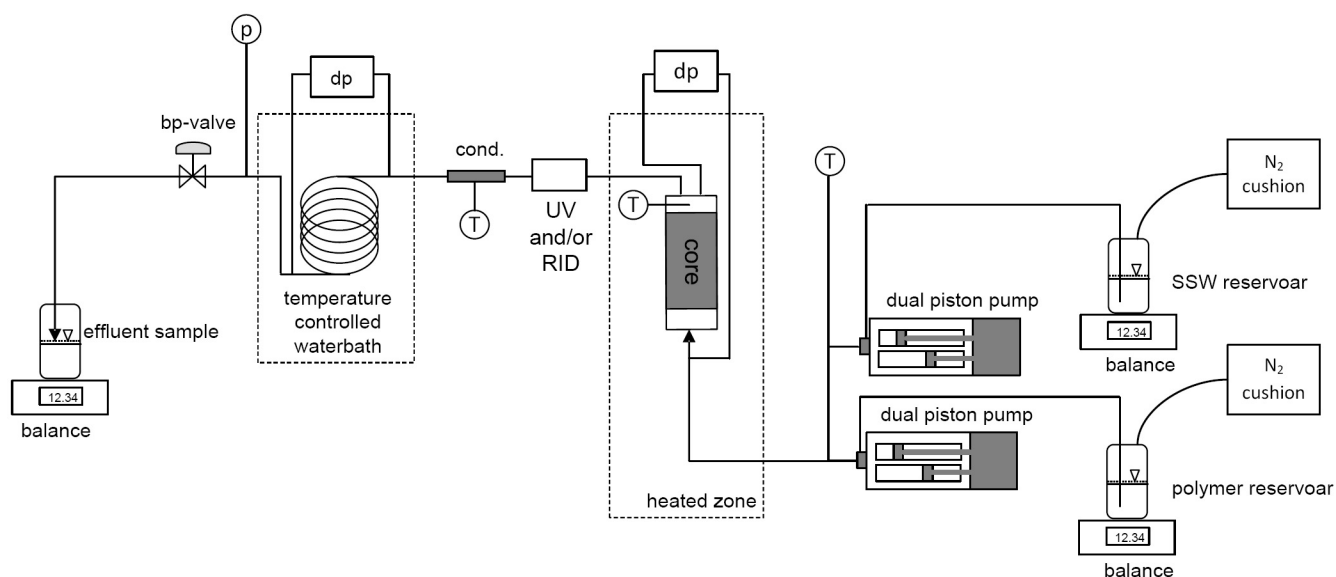 p
dp
dp
bp-valve
cond.
T
N₂
cushion
T
T
UV
and/or
RID
core
SSW reservoar
dual piston pump
temperature
controlled
waterbath
effluent sample
12.34
balance
12.34
balance
N₂
cushion
dual piston pump
heated zone
polymer reservoar
12.34
balance